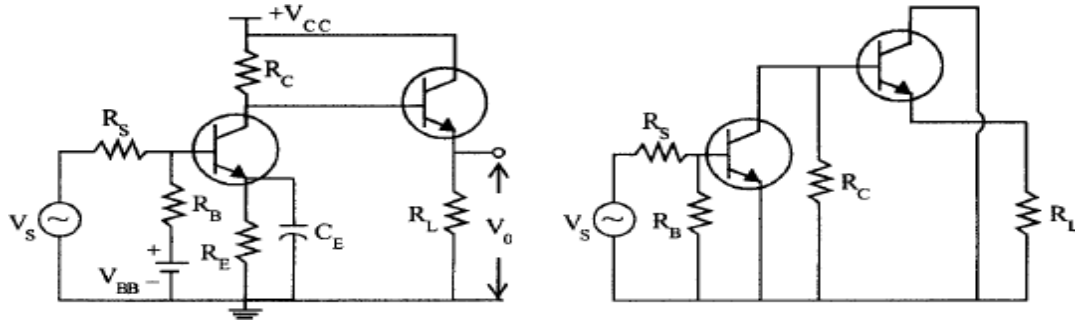 +V_CC
R_C
R_S
R_B
V_S
V_BB
+
−
R_E
C_E
R_L
V_0
R_S
R_C
V_S
R_B
R_L